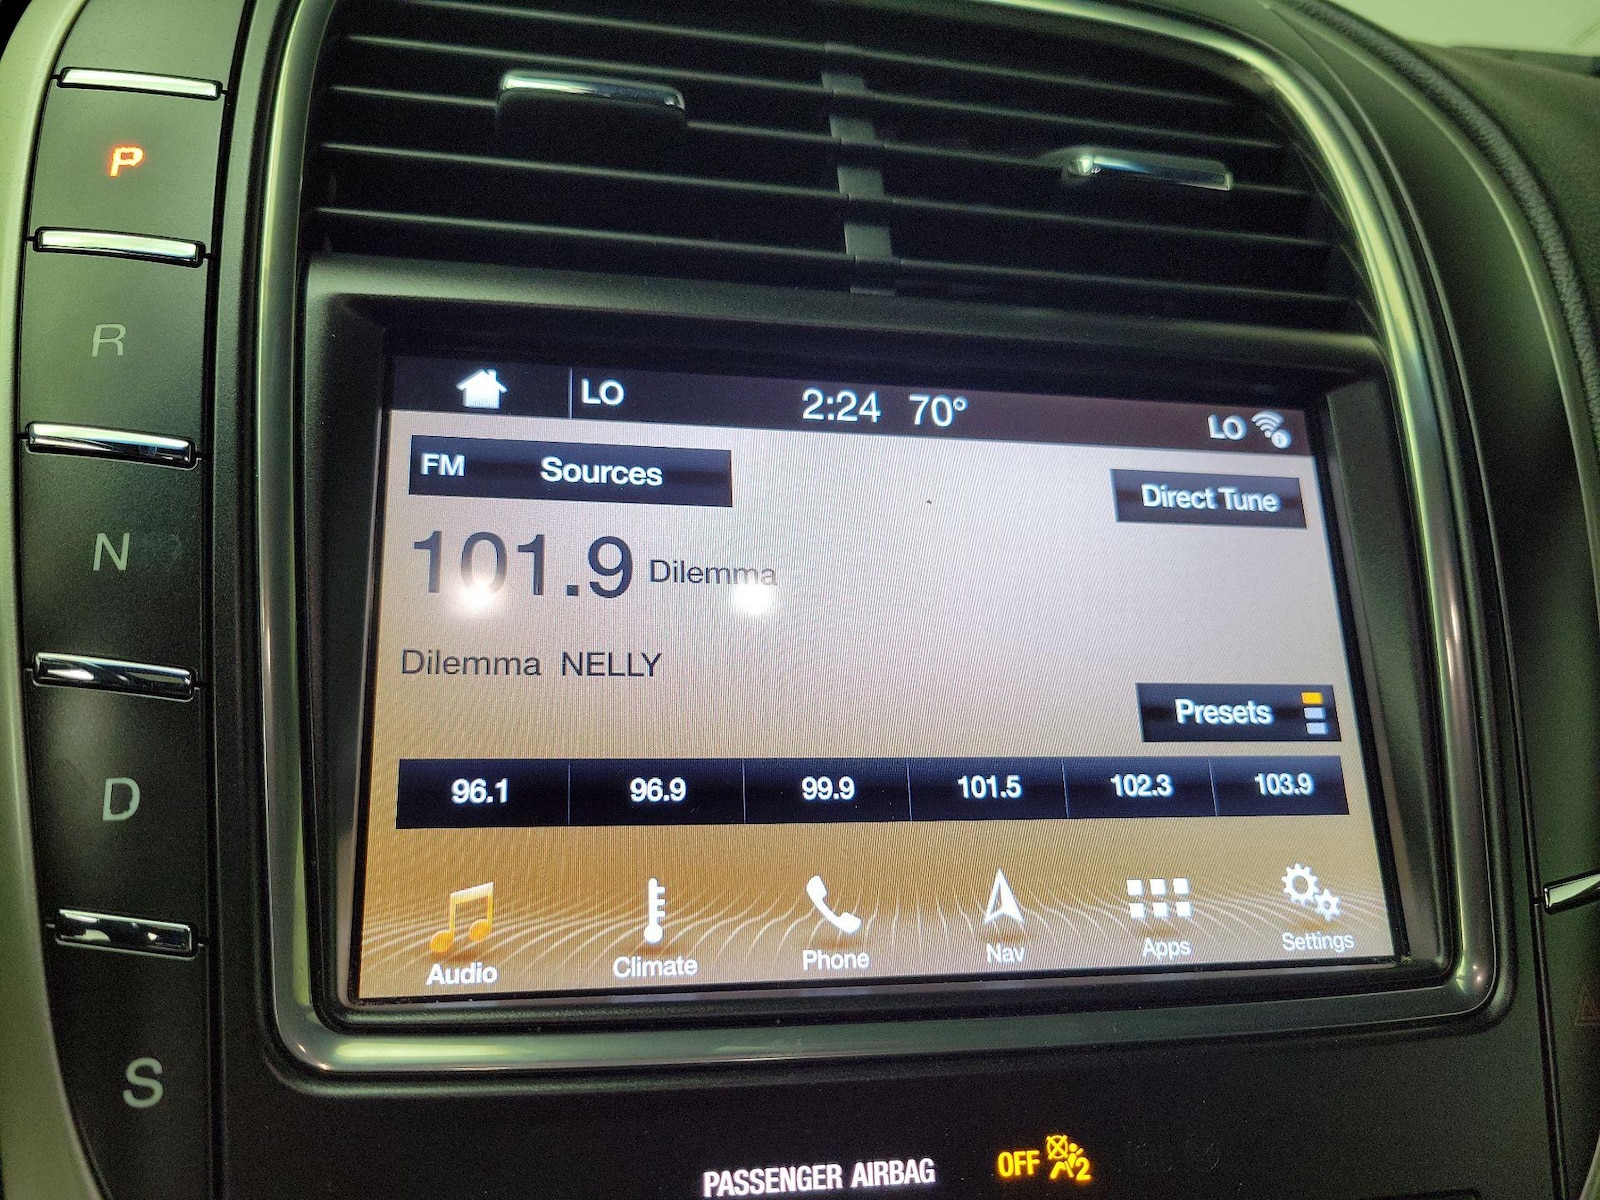 P
R
N
D
S
LO 2:24 70° LO
FM Sources
Direct Tune
101.9 Dilemma
Dilemma NELLY
Presets
96.1 96.9 99.9 101.5 102.3 103.9
Audio Climate Phone Nav Apps Settings
PASSENGER AIRBAG OFF 2